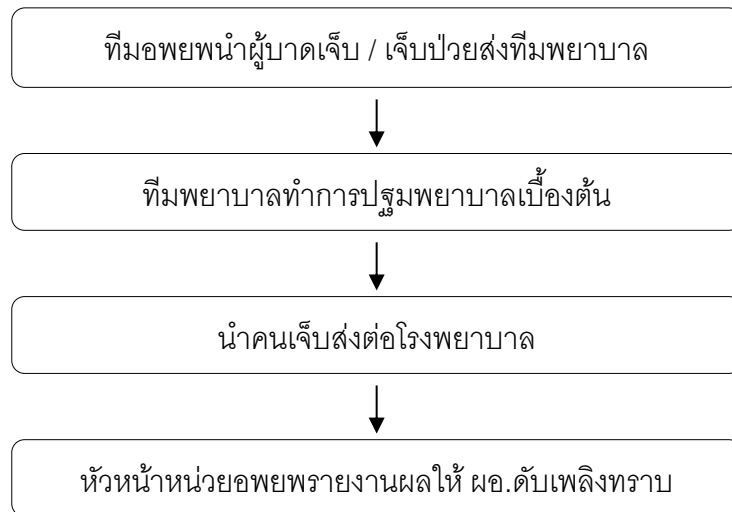 ทีมอพยพนำผู้บาดเจ็บ / เจ็บป่วยส่งทีมพยาบาล
ทีมพยาบาลทำการปฐมพยาบาลเบื้องต้น
นำคนเจ็บส่งต่อโรงพยาบาล
หัวหน้าหน่วยอพยพรายงานผลให้ ผอ.ดับเพลิงทราบ